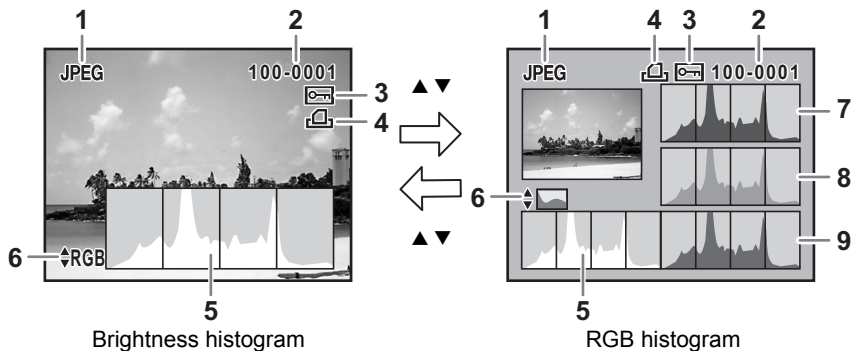 1 2
JPEG 100-0001
3
4
6 RGB
5
Brightness histogram
▲▼
▲▼
1 4 3 2
JPEG 100-0001
7
8
6
9
5
RGB histogram